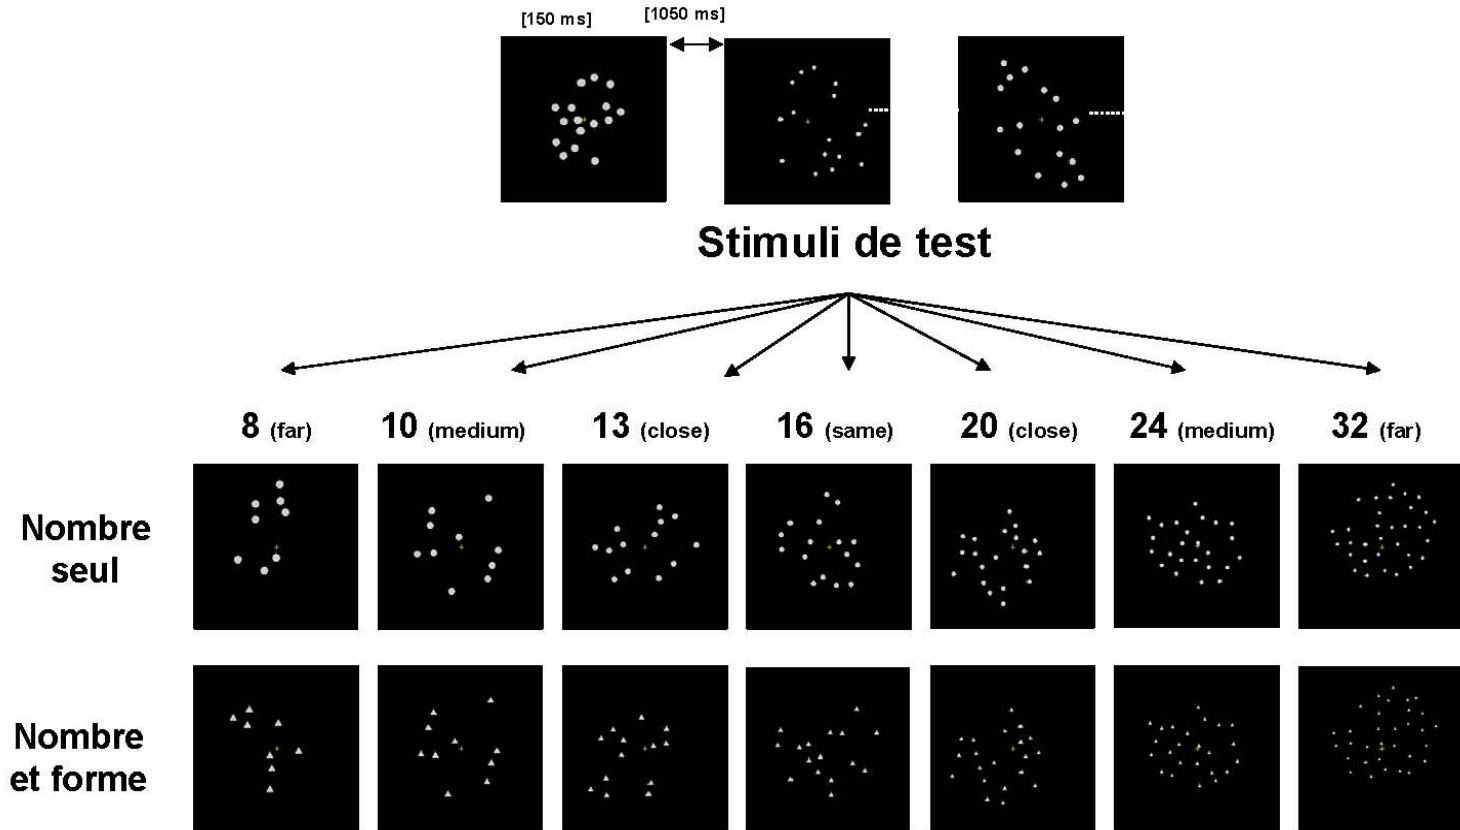 [150 ms]
[1050 ms]
Stimuli de test
8 (far)
10 (medium)
13 (close)
16 (same)
20 (close)
24 (medium)
32 (far)
Nombre
seul
Nombre
et forme